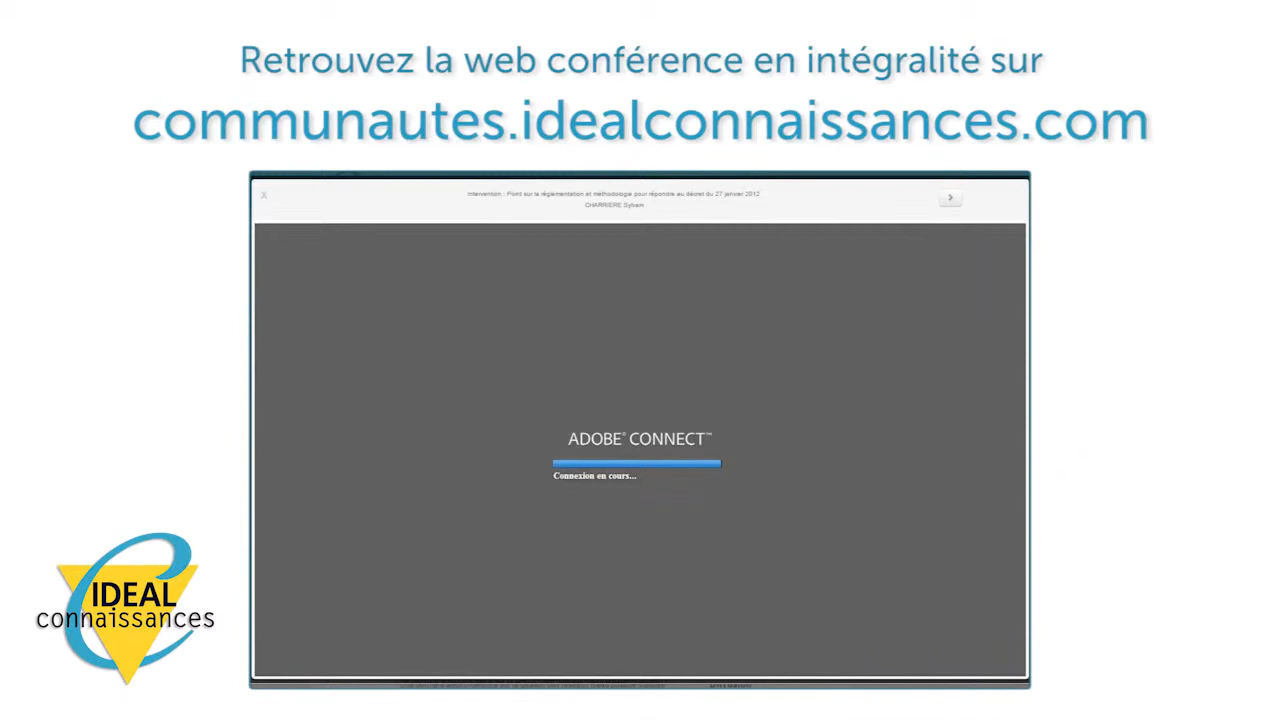 Retrouvez la web conférence en intégralité sur
communautes.idealconnaissances.com
X
Intervention : Point sur la réglementation et méthodologie pour répondre au décret du 27 janvier 2012
CHARRIERE Sylvain
ADOBE® CONNECT™
Connexion en cours...
IDEAL
connaissances